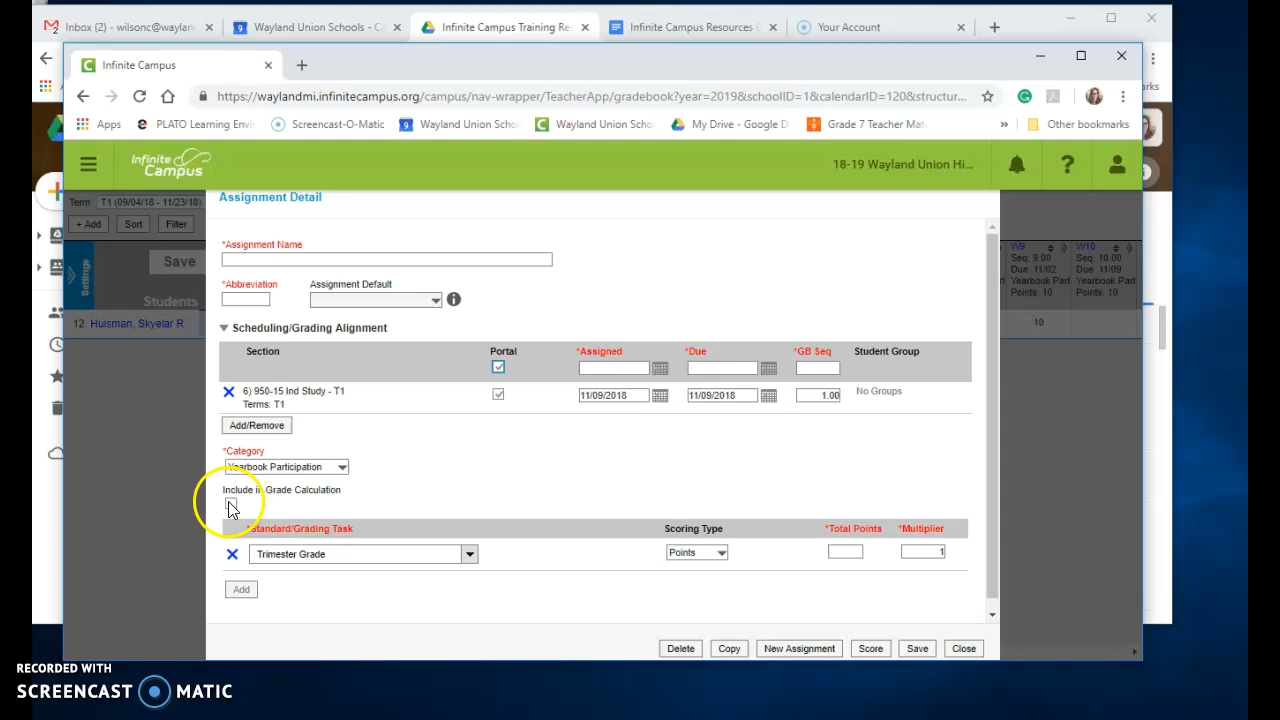 Inbox (2) - wilsonc@waylan
Wayland Union Schools - Ca
Infinite Campus Training Re
Infinite Campus Resources
Your Account
Infinite Campus
https://waylandmi.infinitecampus.org/campus/nav-wrapper/TeacherApp/gradebook?year=2019&schoolID=1&calendarID=120&structur...
Apps
PLATO Learning Envi
Screencast-O-Matic
Wayland Union Scho
Wayland Union Scho
My Drive - Google D
Grade 7 Teacher Mat
»
Other bookmarks
arks
Infinite Campus
18-19 Wayland Union Hi...
Term: T1 (09/04/18 - 11/23/18)
+ Add
Sort
Filter
Settings
Save
Students
12 Huisman, Skyelar R
W9
Seq: 9.00
Due: 11/02
Yearbook Part
Points: 10
W10
Seq: 10.00
Due: 11/09
Yearbook Part
Points: 10
10
Assignment Detail
*Assignment Name
*Abbreviation
Assignment Default
Scheduling/Grading Alignment
Section Portal *Assigned *Due *GB Seq Student Group
6) 950-15 Ind Study - T1 11/09/2018 11/09/2018 1.00 No Groups
Terms: T1
Add/Remove
*Category
Yearbook Participation
Include in Grade Calculation
*Standard/Grading Task Scoring Type *Total Points *Multiplier
Trimester Grade Points 1
Add
Delete Copy New Assignment Score Save Close
RECORDED WITH
SCREENCAST MATIC